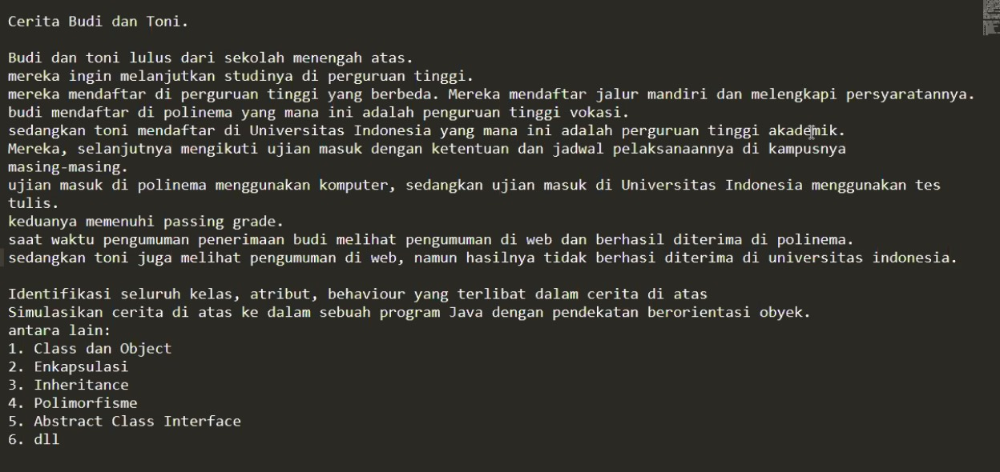 Cerita Budi dan Toni.
Budi dan toni lulus dari sekolah menengah atas.
mereka ingin melanjutkan studinya di perguruan tinggi.
mereka mendaftar di perguruan tinggi yang berbeda. Mereka mendaftar jalur mandiri dan melengkapi persyaratannya.
budi mendaftar di polinema yang mana ini adalah penguruan tinggi vokasi.
sedangkan toni mendaftar di Universitas Indonesia yang mana ini adalah perguruan tinggi akademik.
Mereka, selanjutnya mengikuti ujian masuk dengan ketentuan dan jadwal pelaksanaannya di kampusnya
masing-masing.
ujian masuk di polinema menggunakan komputer, sedangkan ujian masuk di Universitas Indonesia menggunakan tes
tulis.
keduanya memenuhi passing grade.
saat waktu pengumuman penerimaan budi melihat pengumuman di web dan berhasil diterima di polinema.
sedangkan toni juga melihat pengumuman di web, namun hasilnya tidak berhasi diterima di universitas indonesia.
Identifikasi seluruh kelas, atribut, behaviour yang terlibat dalam cerita di atas
Simulasikan cerita di atas ke dalam sebuah program Java dengan pendekatan berorientasi obyek.
antara lain:
1. Class dan Object
2. Enkapsulasi
3. Inheritance
4. Polimorfisme
5. Abstract Class Interface
6. dll